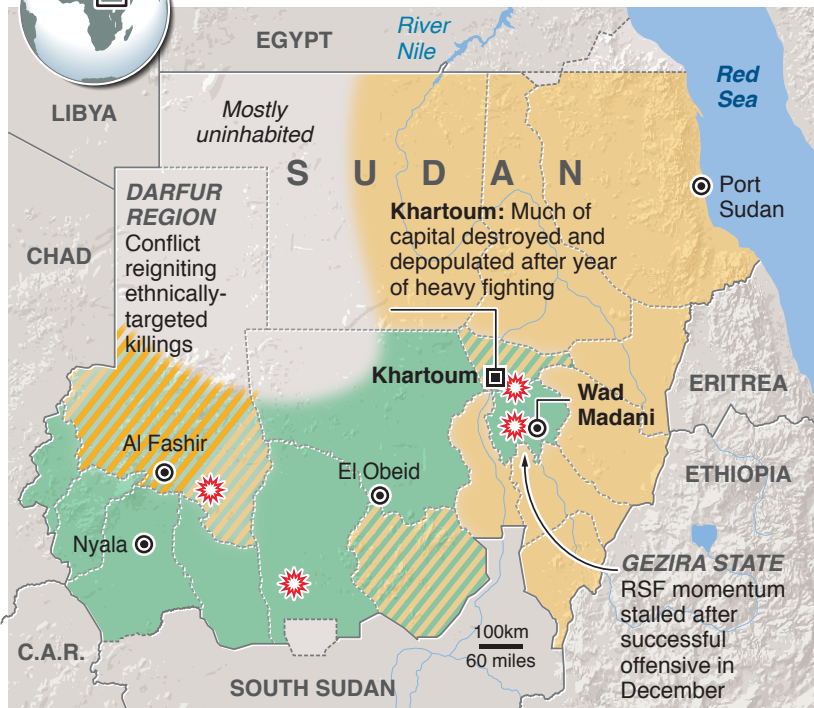 EGYPT
River
Nile
Red
Sea
LIBYA
Mostly
uninhabited
S U D A N
DARFUR
REGION
Conflict
reigniting
ethnically-
targeted
killings
Khartoum: Much of
capital destroyed and
depopulated after year
of heavy fighting
Port
Sudan
CHAD
Khartoum
Wad
Madani
ERITREA
Al Fashir
El Obeid
ETHIOPIA
Nyala
GEZIRA STATE
RSF momentum
stalled after
successful
offensive in
December
100km
60 miles
C.A.R.
SOUTH SUDAN